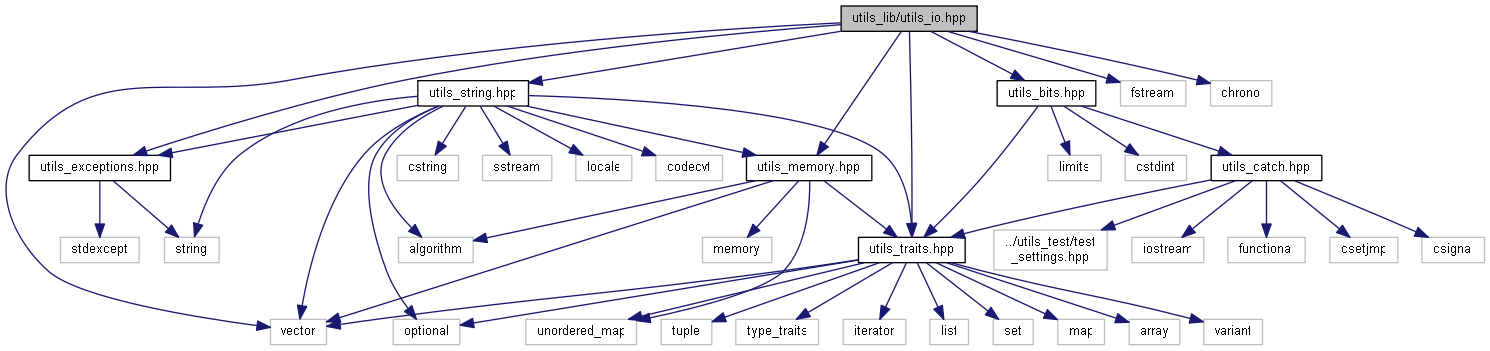 utils_lib/utils_io.hpp
utils_string.hpp
utils_bits.hpp
fstream
chrono
utils_exceptions.hpp
cstring
sstream
locale
codecvt
utils_memory.hpp
limits
cstdint
utils_catch.hpp
stdexcept
string
algorithm
memory
utils_traits.hpp
../utils_test/test
_settings.hpp
iostream
functional
csetjmp
csignal
vector
optional
unordered_map
tuple
type_traits
iterator
list
set
map
array
variant